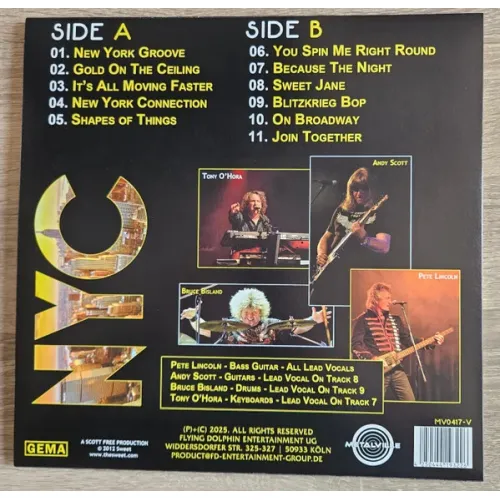 SIDE A
01. New York Groove
02. Gold On The Ceiling
03. It's All Moving Faster
04. New York Connection
05. Shapes of Things
SIDE B
06. You Spin Me Right Round
07. Because The Night
08. Sweet Jane
09. Blitzkrieg Bop
10. On Broadway
11. Join Together
Tony O'Hora
Andy Scott
Bruce Bisland
Pete Lincoln
NYC
Pete Lincoln - Bass Guitar - All Lead Vocals
Andy Scott - Guitars - Lead Vocal On Track 8
Bruce Bisland - Drums - Lead Vocal On Track 9
Tony O'Hora - Keyboards - Lead Vocal On Track 7
GEMA
A Scott Free Production
© 2012 Sweet
www.thesweet.com
(P)+(C) 2025. ALL RIGHTS RESERVED
FLYING DOLPHIN ENTERTAINMENT UG
WIDDERSDORFER STR. 325-327 | 50933 KÖLN
PRODUCT@FD-ENTERTAINMENT-GROUP.DE
METALVILLE
MV0417-V